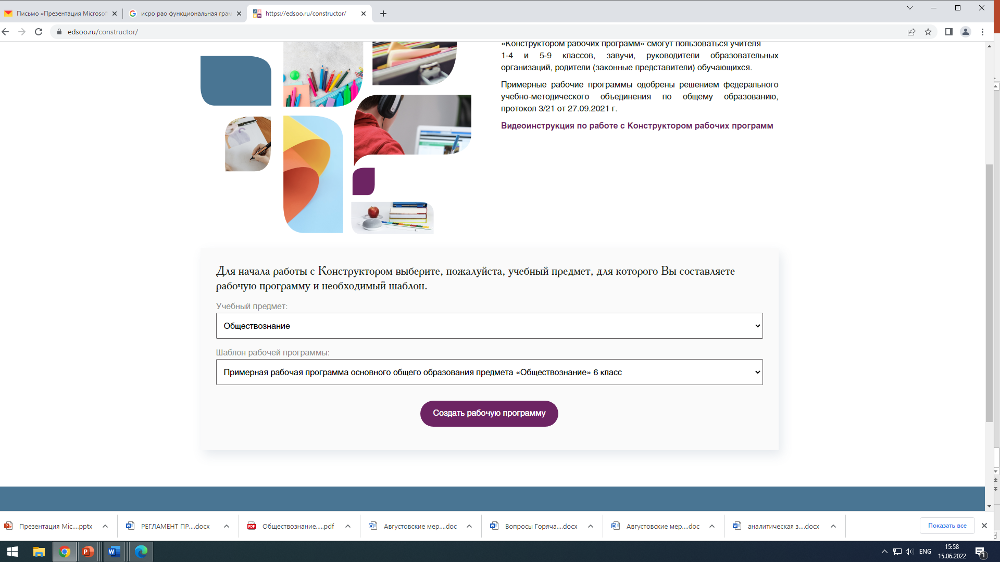 Письмо «Презентация Microsof
исро рао функциональная грам
https://edsoo.ru/constructor/
edsoo.ru/constructor/
«Конструктором рабочих программ» смогут пользоваться учителя
1-4 и 5-9 классов, завучи, руководители образовательных
организаций, родители (законные представители) обучающихся.
Примерные рабочие программы одобрены решением федерального
учебно-методического объединения по общему образованию,
протокол 3/21 от 27.09.2021 г.
Видеоинструкция по работе с Конструктором рабочих программ
Для начала работы с Конструктором выберите, пожалуйста, учебный предмет, для которого Вы составляете
рабочую программу и необходимый шаблон.
Учебный предмет:
Обществознание
Шаблон рабочей программы:
Примерная рабочая программа основного общего образования предмета «Обществознание» 6 класс
Создать рабочую программу
Презентация Mic....pptx
РЕГЛАМЕНТ ПР....docx
Обществознание.....pdf
Августовские мер....doc
Вопросы Горяча....docx
Августовские мер....doc
аналитическая з....docx
Показать все
ENG
15:58
15.06.2022
1